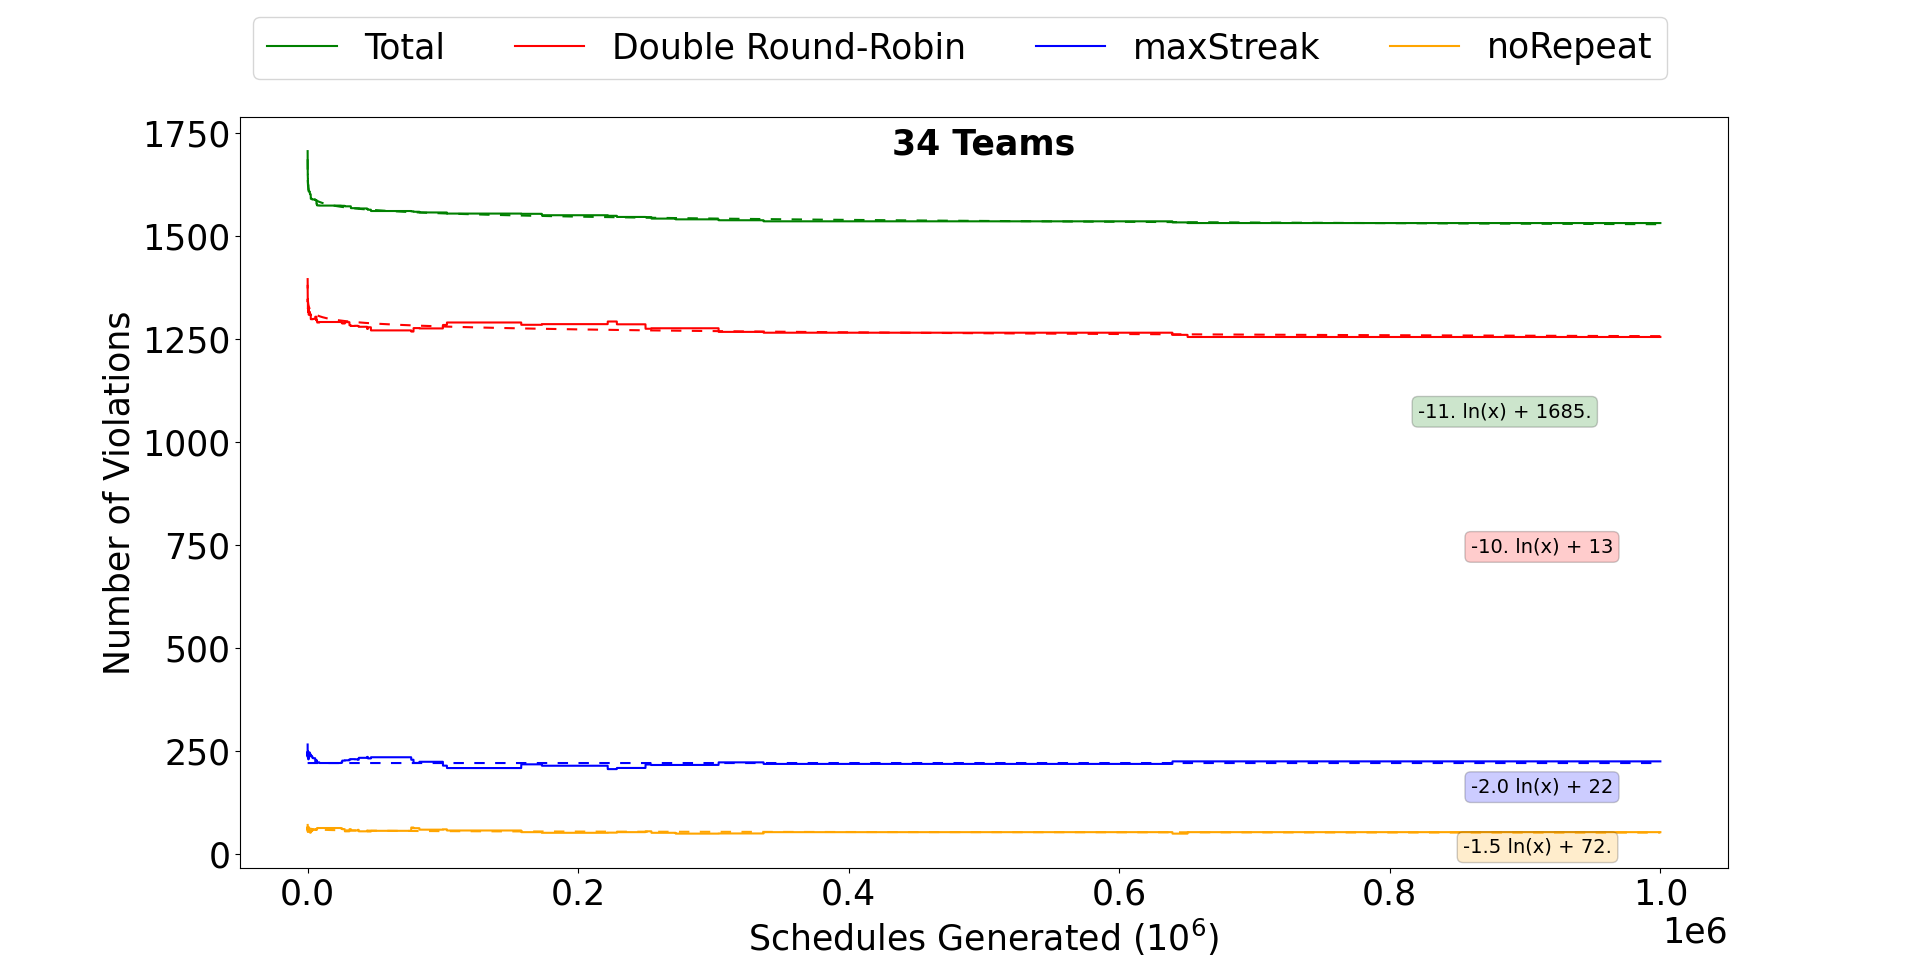 Total Double Round-Robin maxStreak noRepeat
34 Teams
1750
1500
1250
1000
750
500
250
0
Number of Violations
-11. ln(x) + 1685.
-10. ln(x) + 13
-2.0 ln(x) + 22
-1.5 ln(x) + 72.
0.0 0.2 0.4 0.6 0.8 1.0
1e6
Schedules Generated (10⁶)